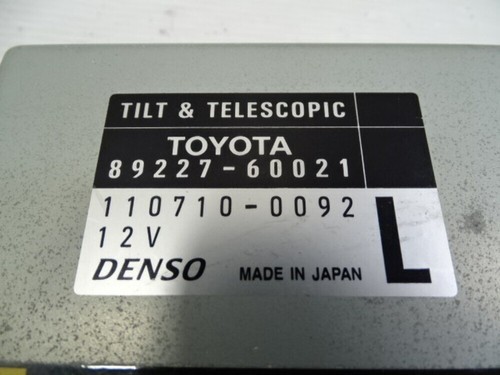 TILT & TELESCOPIC
TOYOTA
89227-60021
110710-0092
12V
DENSO MADE IN JAPAN L